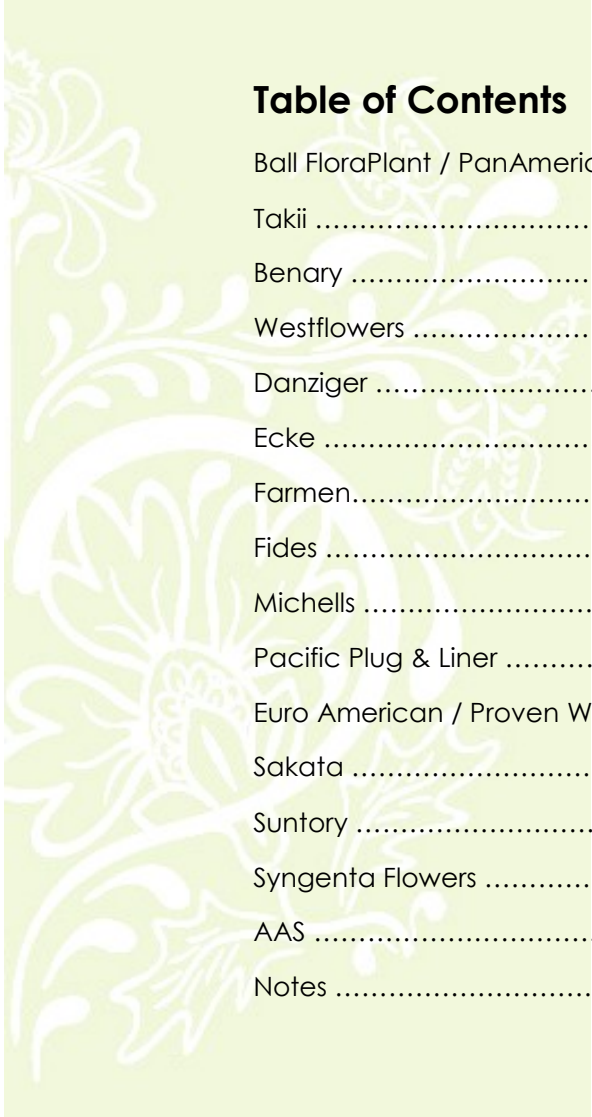 Table of Contents
Ball FloraPlant / PanAmeric
Takii ……………………………
Benary ………………………
Westflowers …………………
Danziger ……………………
Ecke …………………………
Farmen………………………
Fides …………………………
Michells ………………………
Pacific Plug & Liner ………
Euro American / Proven W
Sakata ………………………
Suntory ………………………
Syngenta Flowers …………
AAS ……………………………
Notes …………………………